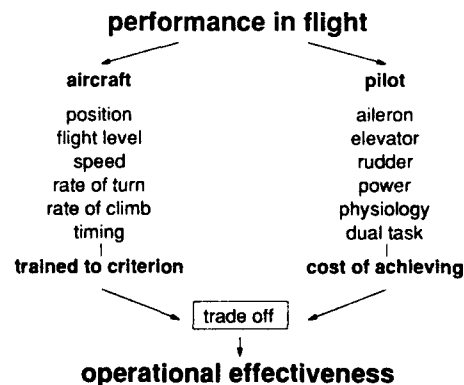 performance in flight
aircraft
position
flight level
speed
rate of turn
rate of climb
timing
trained to criterion
pilot
aileron
elevator
rudder
power
physiology
dual task
cost of achieving
trade off
operational effectiveness